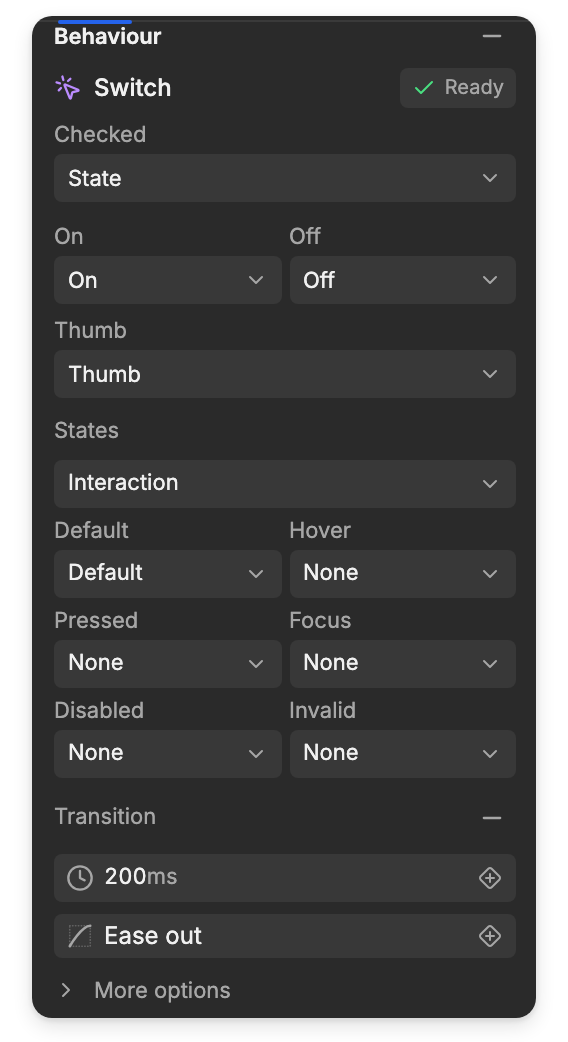 Behaviour
Switch
Ready
Checked
State
On Off
On Off
Thumb
Thumb
States
Interaction
Default Hover
Default None
Pressed Focus
None None
Disabled Invalid
None None
Transition
200ms
Ease out
More options